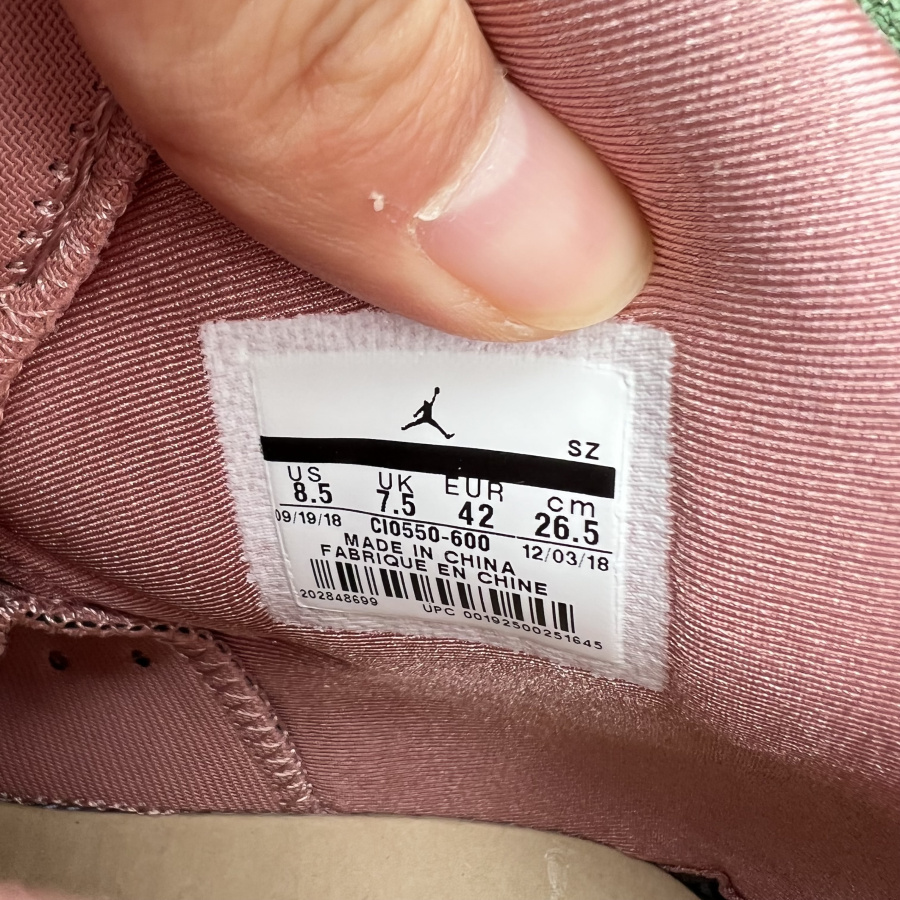 SZ
US UK EUR cm
8.5 7.5 42 26.5
09/19/18 CI0550-600 12/03/18
MADE IN CHINA
FABRIQUE EN CHINE
202848699 UPC 00192500251645